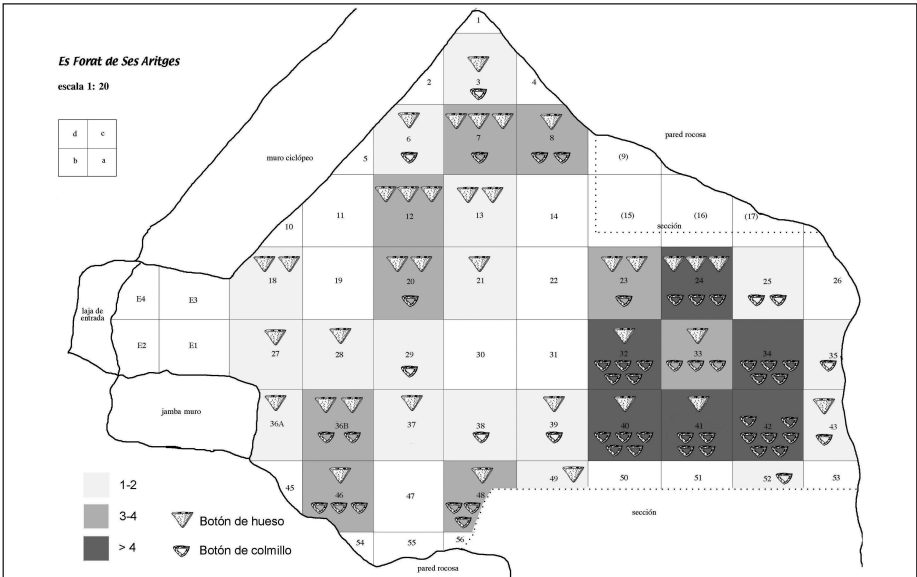 1
Es Forat de Ses Aritges
escala 1: 20
2 3 4
d c
b a
muro ciclópeo
5 6 7 8
pared rocosa
(9)
10 11 12 13 14 (15) (16) (17)
sección
18 19 20 21 22 23 24 25 26
laja de
entrada
E4 E3
E2 E1
27 28 29 30 31 32 33 34 35
jamba muro
36A 36B 37 38 39 40 41 42 43
45 46 47 48 49 50 51 52 53
1-2
3-4
> 4
Botón de hueso
Botón de colmillo
sección
54 55 56
pared rocosa